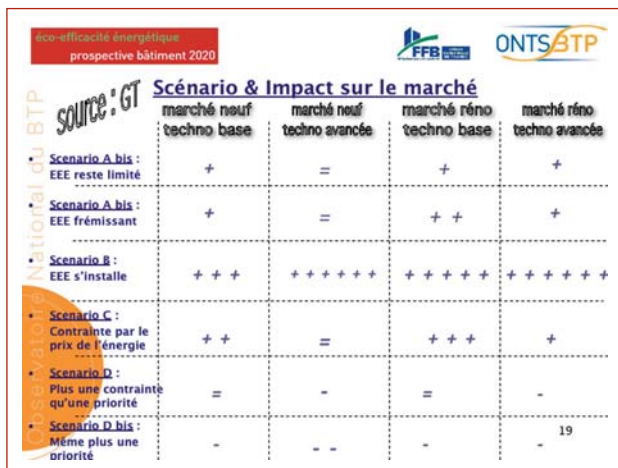 éco-efficacité énergétique
prospective bâtiment 2020
FFB
ONTS BTP
source : GT
Scénario & Impact sur le marché
marché neuf techno base
marché neuf techno avancée
marché réno techno base
marché réno techno avancée
• Scenario A bis :
EEE reste limité
+ = + +
• Scenario A bis :
EEE frémissant
+ = + + +
• Scenario B :
EEE s'installe
+ + + + + + + + + + + + + + + + + + + +
• Scenario C :
Contrainte par le
prix de l'énergie
+ + = + + + +
• Scenario D :
Plus une contrainte
qu'une priorité
= - = -
• Scenario D bis :
Même plus une
priorité
- - - - -
19
Observatoire National du BTP